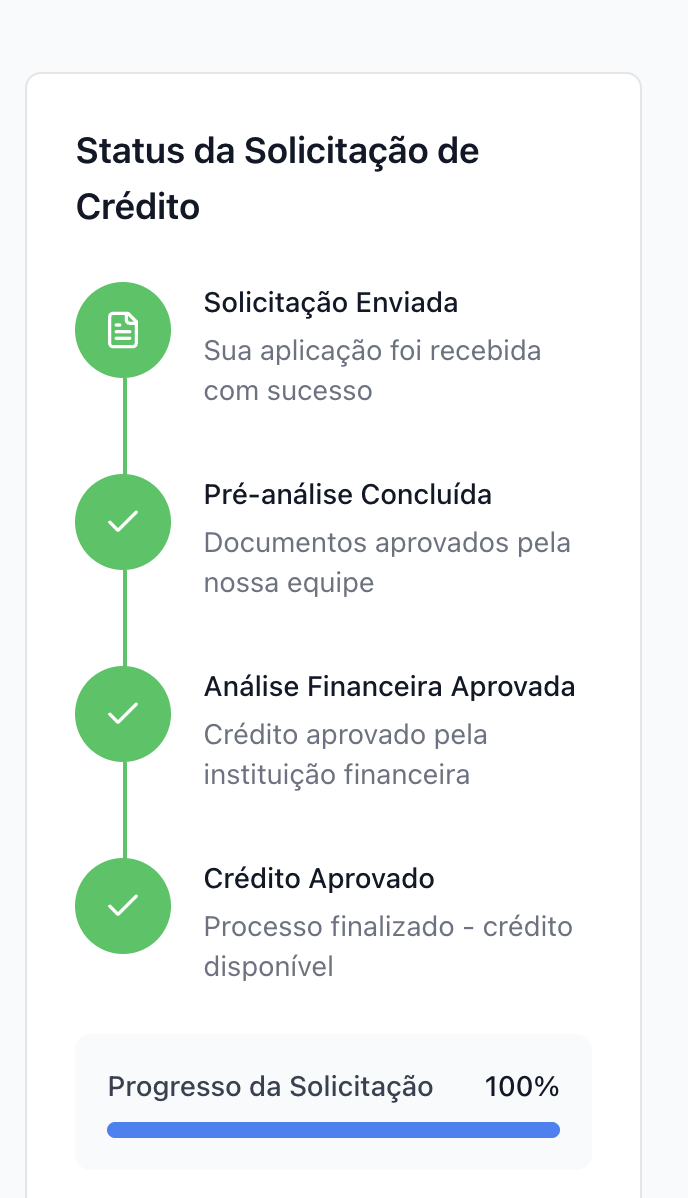 Status da Solicitação de
Crédito
Solicitação Enviada
Sua aplicação foi recebida
com sucesso
Pré-análise Concluída
Documentos aprovados pela
nossa equipe
Análise Financeira Aprovada
Crédito aprovado pela
instituição financeira
Crédito Aprovado
Processo finalizado - crédito
disponível
Progresso da Solicitação 100%